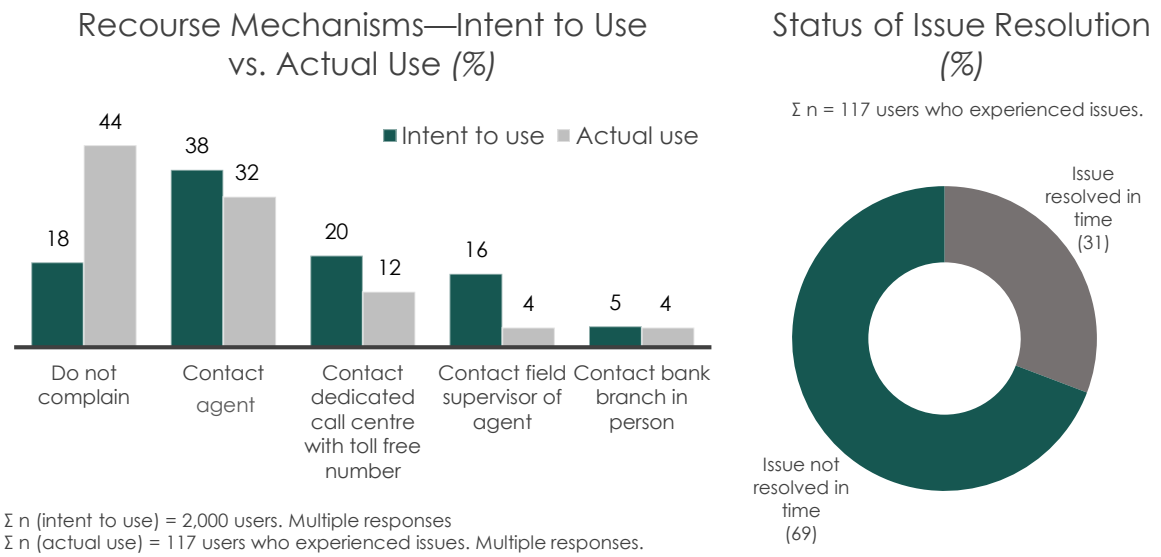 Recourse Mechanisms—Intent to Use
vs. Actual Use (%)
44
38
32
18
20
12
16
4
5
4
Intent to use
Actual use
Do not
complain
Contact
agent
Contact
dedicated
call centre
with toll free
number
Contact field
supervisor of
agent
Contact bank
branch in
person
Σ n (intent to use) = 2,000 users. Multiple responses
Σ n (actual use) = 117 users who experienced issues. Multiple responses.
Status of Issue Resolution
(%)
Σ n = 117 users who experienced issues.
Issue
resolved in
time
(31)
Issue not
resolved in
time
(69)